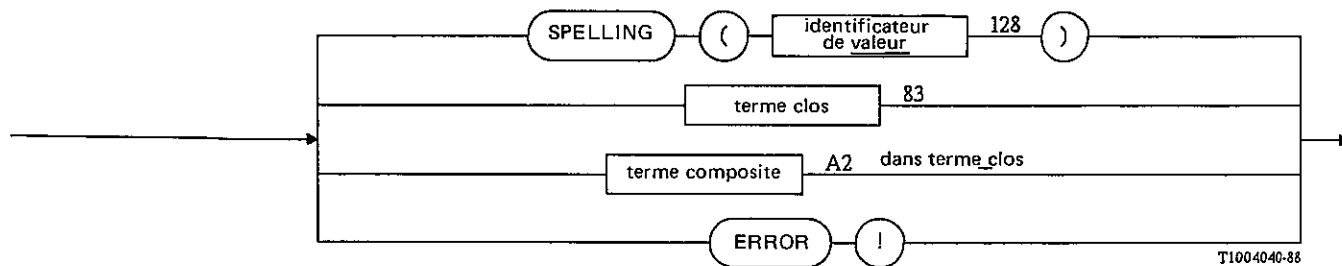 SPELLING ( identificateur de valeur 128 )
terme clos 83
terme composite A2 dans terme_clos
ERROR !
T1004040-88